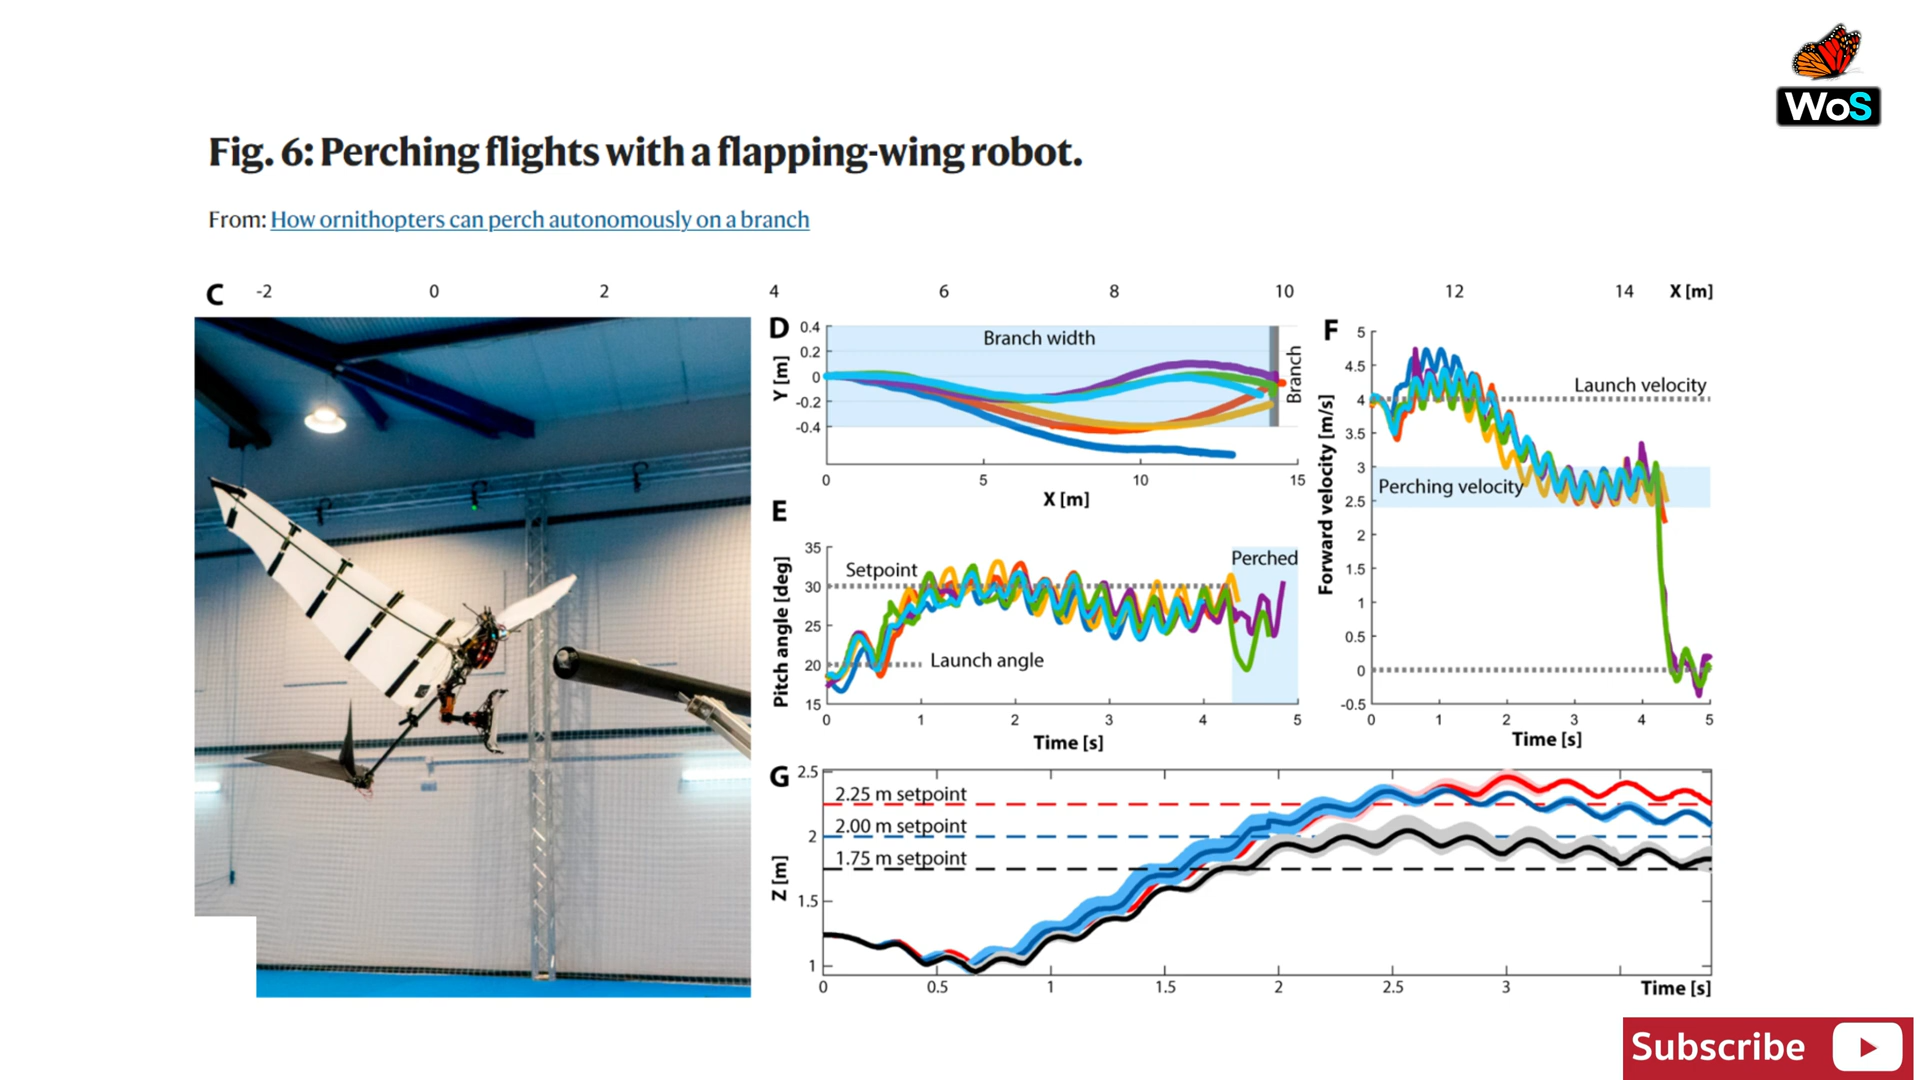 WoS
Fig. 6: Perching flights with a flapping-wing robot.
From: How ornithopters can perch autonomously on a branch
C -2 0 2 4 6 8 10 12 14 X [m]
D
0.4
0.2
0
-0.2
-0.4
Y [m]
Branch width
Branch
0 5 10 15
X [m]
E
35
30
25
20
15
Pitch angle [deg]
Setpoint
Perched
Launch angle
0 1 2 3 4 5
Time [s]
F
5
4.5
4
3.5
3
2.5
2
1.5
1
0.5
0
-0.5
Forward velocity [m/s]
Launch velocity
Perching velocity
0 1 2 3 4 5
Time [s]
G
2.5
2
1.5
1
Z [m]
2.25 m setpoint
2.00 m setpoint
1.75 m setpoint
0 0.5 1 1.5 2 2.5 3 Time [s]
Subscribe